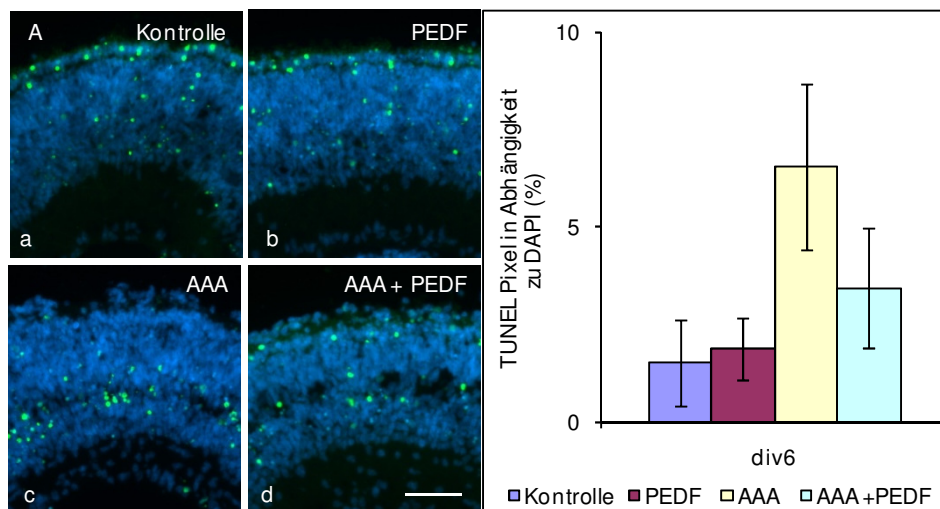 A Kontrolle
PEDF
a
b
AAA
AAA + PEDF
c
d
TUNEL Pixel in Abhängigkeit
zu DAPI (%)
10
5
0
div6
Kontrolle PEDF AAA AAA +PEDF